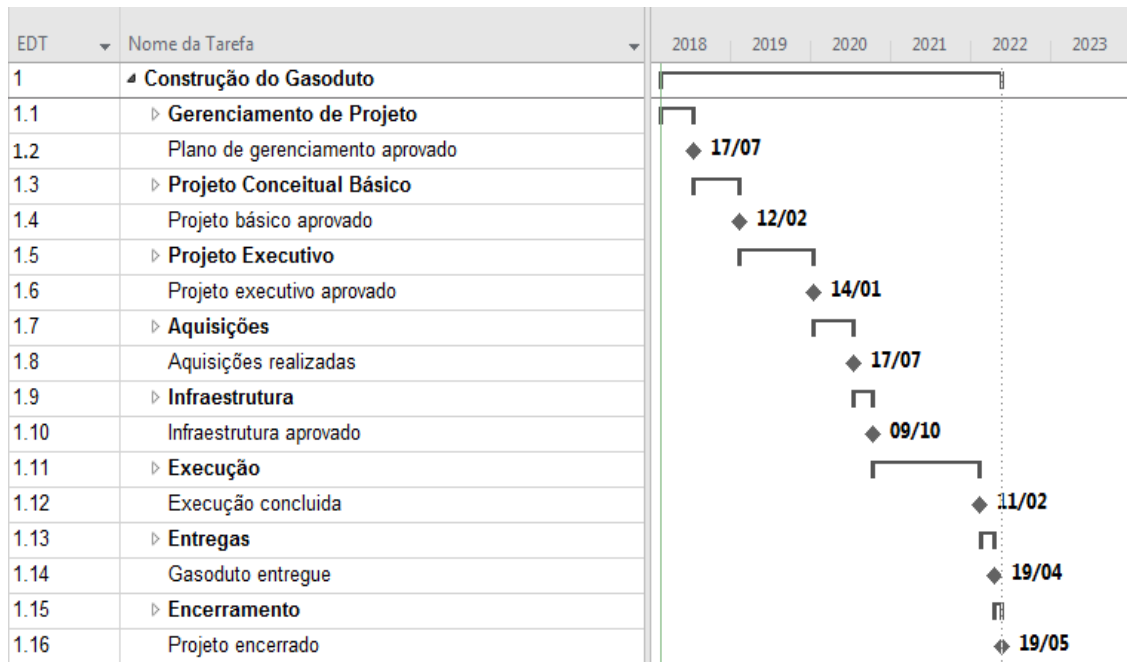 EDT Nome da Tarefa 2018 2019 2020 2021 2022 2023
1 Construção do Gasoduto
1.1 Gerenciamento de Projeto
1.2 Plano de gerenciamento aprovado 17/07
1.3 Projeto Conceitual Básico
1.4 Projeto básico aprovado 12/02
1.5 Projeto Executivo
1.6 Projeto executivo aprovado 14/01
1.7 Aquisições
1.8 Aquisições realizadas 17/07
1.9 Infraestrutura
1.10 Infraestrutura aprovado 09/10
1.11 Execução
1.12 Execução concluida 11/02
1.13 Entregas
1.14 Gasoduto entregue 19/04
1.15 Encerramento
1.16 Projeto encerrado 19/05